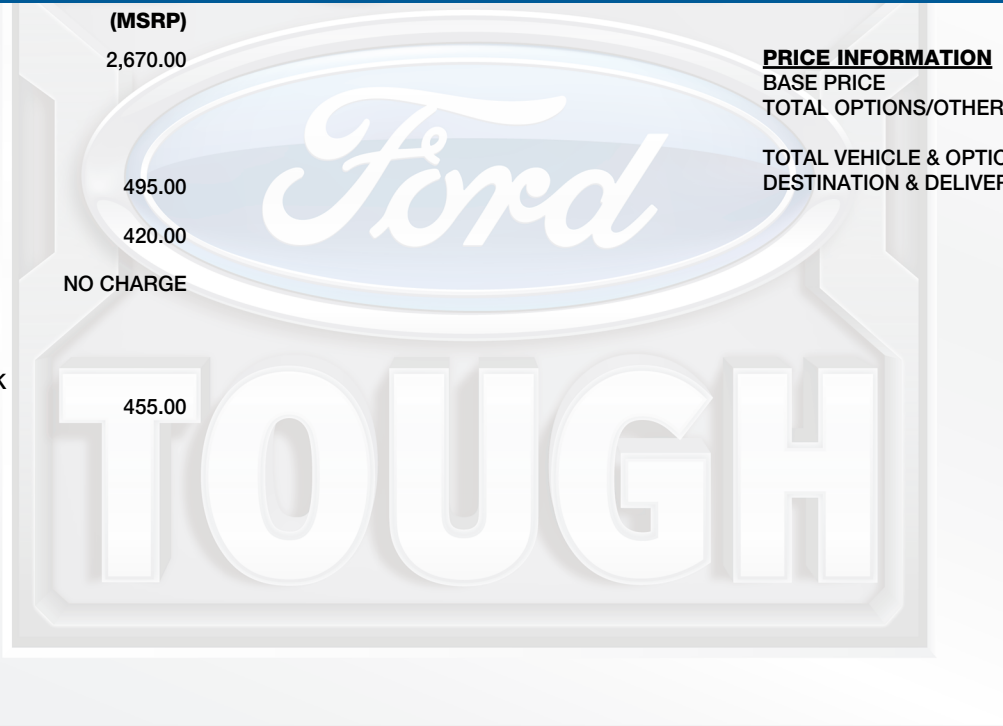 (MSRP)
2,670.00
495.00
420.00
NO CHARGE
K
455.00
PRICE INFORMATION
BASE PRICE
TOTAL OPTIONS/OTHER
TOTAL VEHICLE & OPTIO
DESTINATION & DELIVER
Ford
TOUGH